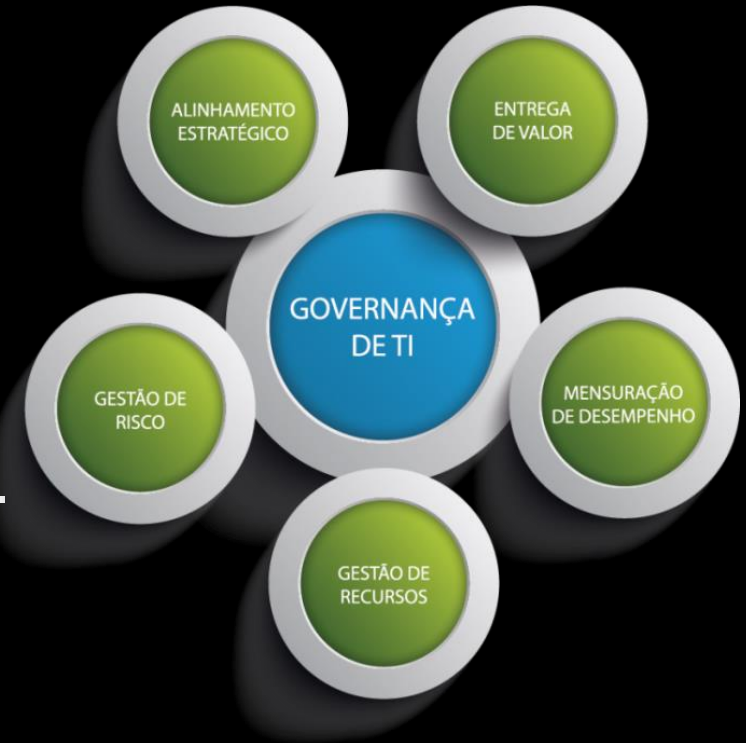 ALINHAMENTO
ESTRATÉGICO
ENTREGA
DE VALOR
GOVERNANÇA
DE TI
GESTÃO DE
RISCO
MENSURAÇÃO
DE DESEMPENHO
GESTÃO DE
RECURSOS